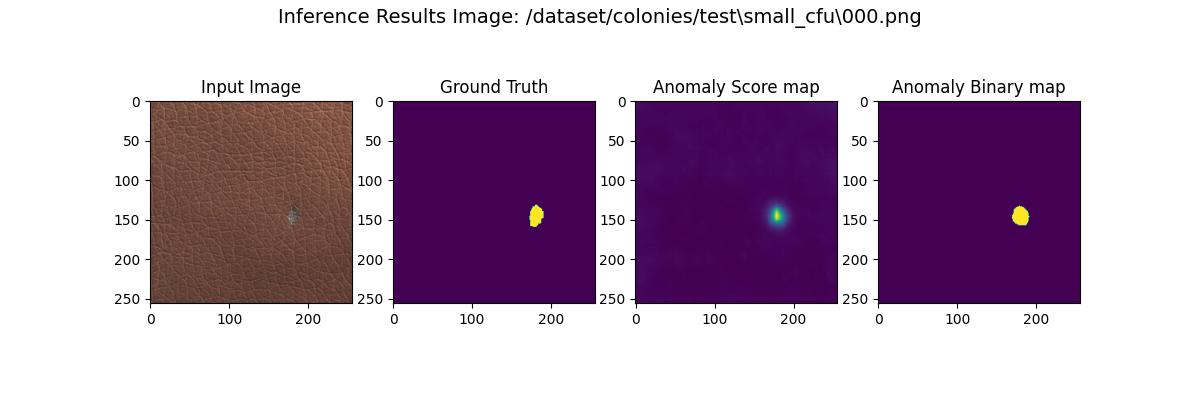 Inference Results Image: /dataset/colonies/test\small_cfu\000.png
Input Image
0
50
100
150
200
250
0 100 200
Ground Truth
0
50
100
150
200
250
0 100 200
Anomaly Score map
0
50
100
150
200
250
0 100 200
Anomaly Binary map
0
50
100
150
200
250
0 100 200